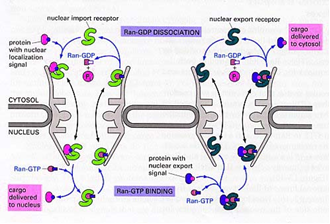 nuclear import receptor
nuclear export receptor
Ran-GDP DISSOCIATION
cargo
delivered
to cytosol
protein
with nuclear
localization
signal
Ran-GDP
Pi
Ran-GDP
Pi
CYTOSOL
NUCLEUS
protein with
nuclear export
signal
Ran-GTP
Ran-GTP
cargo
delivered
to nucleus
Ran-GTP BINDING